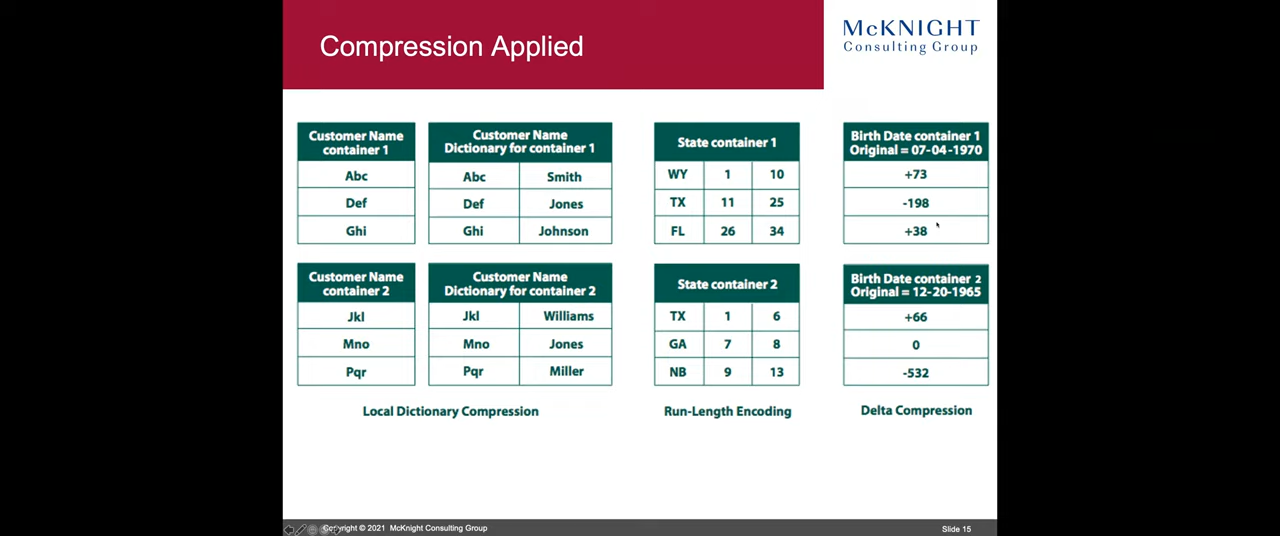 Compression Applied
McKNIGHT
Consulting Group
Customer Name
container 1
Abc
Def
Ghi
Customer Name
Dictionary for container 1
Abc Smith
Def Jones
Ghi Johnson
State container 1
WY 1 10
TX 11 25
FL 26 34
Birth Date container 1
Original = 07-04-1970
+73
-198
+38
Customer Name
container 2
Jkl
Mno
Pqr
Customer Name
Dictionary for container 2
Jkl Williams
Mno Jones
Pqr Miller
State container 2
TX 1 6
GA 7 8
NB 9 13
Birth Date container 2
Original = 12-20-1965
+66
0
-532
Local Dictionary Compression
Run-Length Encoding
Delta Compression
Copyright © 2021 McKnight Consulting Group
Slide 15